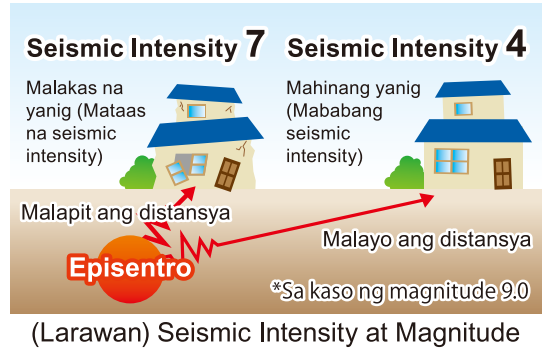 Seismic Intensity 7
Malakas na
yanig (Mataas
na seismic
intensity)
Seismic Intensity 4
Mahinang yanig
(Mababang
seismic
intensity)
Malapit ang distansya
Malayo ang distansya
Episentro
*Sa kaso ng magnitude 9.0
(Larawan) Seismic Intensity at Magnitude